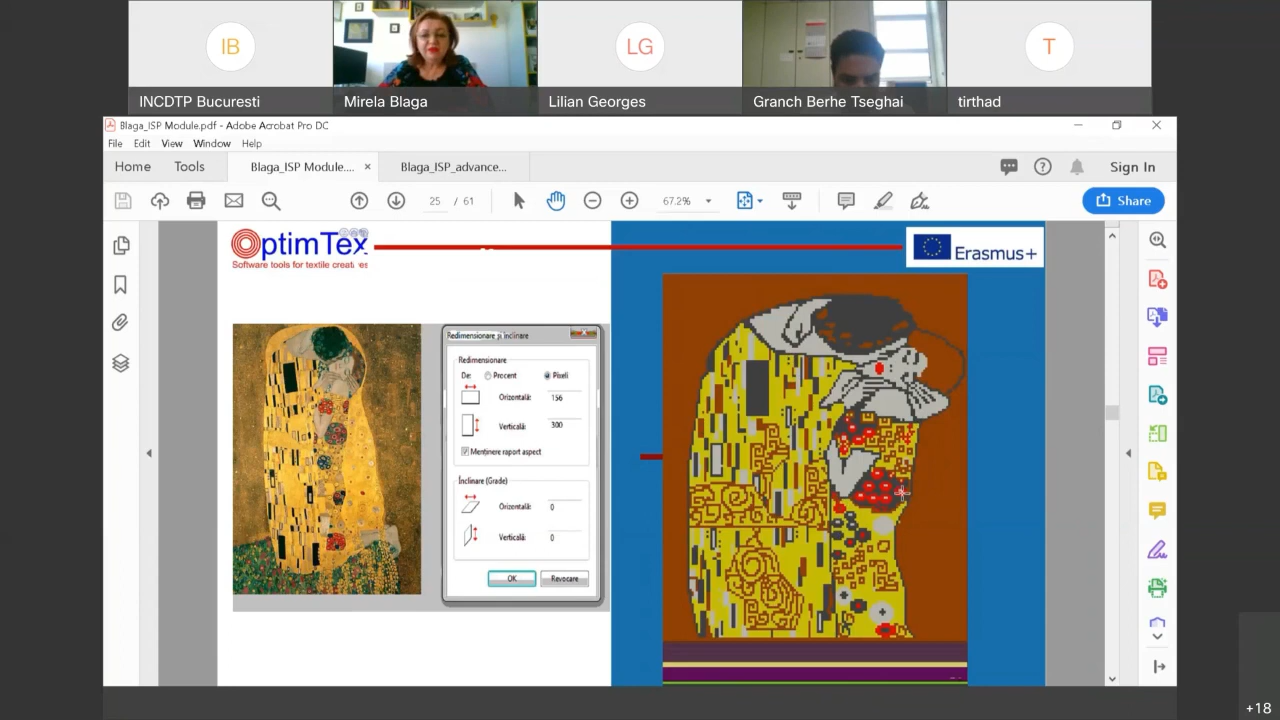 IB
LG
T
INCDTP Bucuresti
Mirela Blaga
Lilian Georges
Granch Berhe Tseghai
tirthad
Blaga_ISP Module.pdf - Adobe Acrobat Pro DC
File Edit View Window Help
Home Tools Blaga_ISP Module.... × Blaga_ISP_advance... Sign In
25 / 61 67.2% Share
OptimTex
Software tools for textile creatives
Erasmus+
Redimensionare și înclinare
Redimensionare
De: Procent Pixeli
Orizontală: 156
Verticală: 300
Menținere raport aspect
Înclinare (Grade)
Orizontală: 0
Verticală: 0
OK Revocare
+18